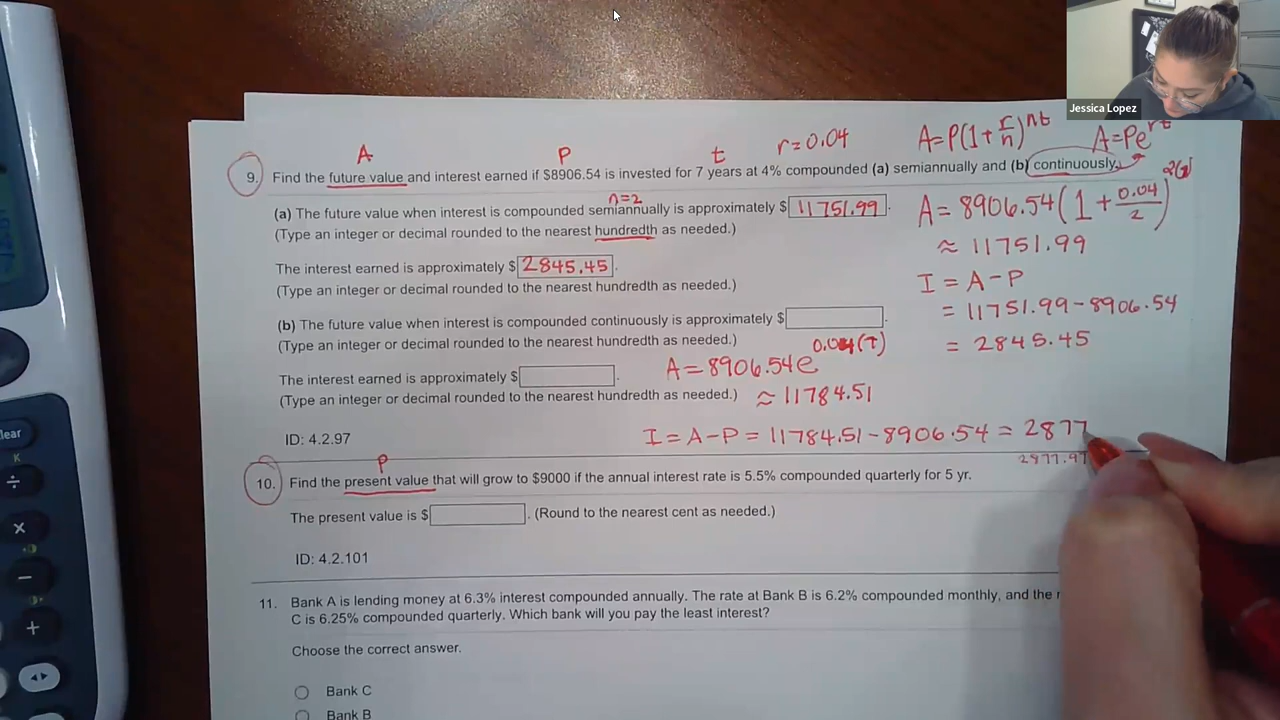 Jessica Lopez
A P t r=0.04 A=P(1+r/n)^nt A=Pe^rt
9. Find the future value and interest earned if $8906.54 is invested for 7 years at 4% compounded (a) semiannually and (b) continuously.
n=2
(a) The future value when interest is compounded semiannually is approximately $ 11751.99 .
(Type an integer or decimal rounded to the nearest hundredth as needed.)
A = 8906.54(1 + 0.04/2)^2(7)
≈ 11751.99
The interest earned is approximately $ 2845.45 .
(Type an integer or decimal rounded to the nearest hundredth as needed.)
I = A - P
= 11751.99 - 8906.54
= 2845.45
(b) The future value when interest is compounded continuously is approximately $ .
(Type an integer or decimal rounded to the nearest hundredth as needed.)
A = 8906.54e^0.04(7)
≈ 11784.51
The interest earned is approximately $ .
(Type an integer or decimal rounded to the nearest hundredth as needed.)
I = A - P = 11784.51 - 8906.54 = 2877
2877.97
ID: 4.2.97
P
10. Find the present value that will grow to $9000 if the annual interest rate is 5.5% compounded quarterly for 5 yr.
The present value is $ . (Round to the nearest cent as needed.)
ID: 4.2.101
11. Bank A is lending money at 6.3% interest compounded annually. The rate at Bank B is 6.2% compounded monthly, and the
C is 6.25% compounded quarterly. Which bank will you pay the least interest?
Choose the correct answer.
Bank C
Bank B
lear
K
÷
×
−
+